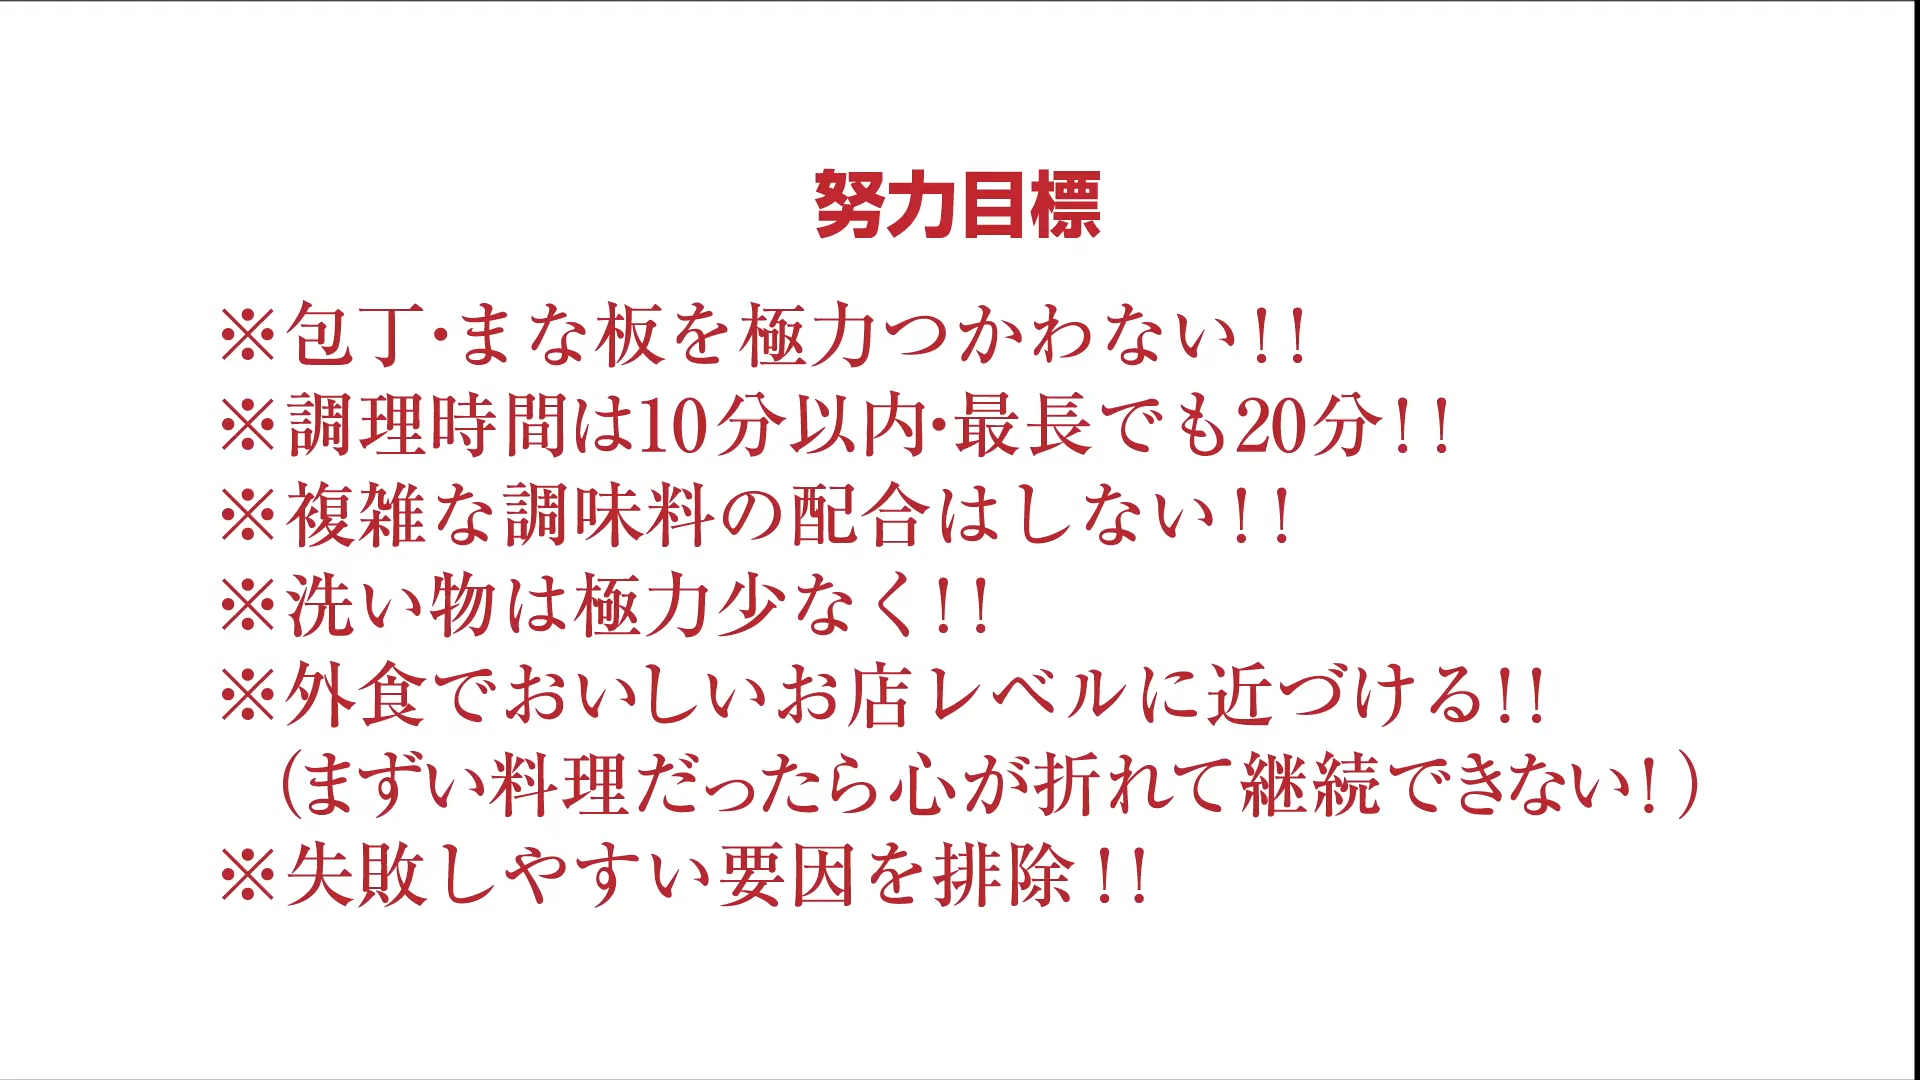 努力目標
※包丁・まな板を極力つかわない!!
※調理時間は10分以内・最長でも20分!!
※複雑な調味料の配合はしない!!
※洗い物は極力少なく!!
※外食でおいしいお店レベルに近づける!!
(まずい料理だったら心が折れて継続できない!)
※失敗しやすい要因を排除!!